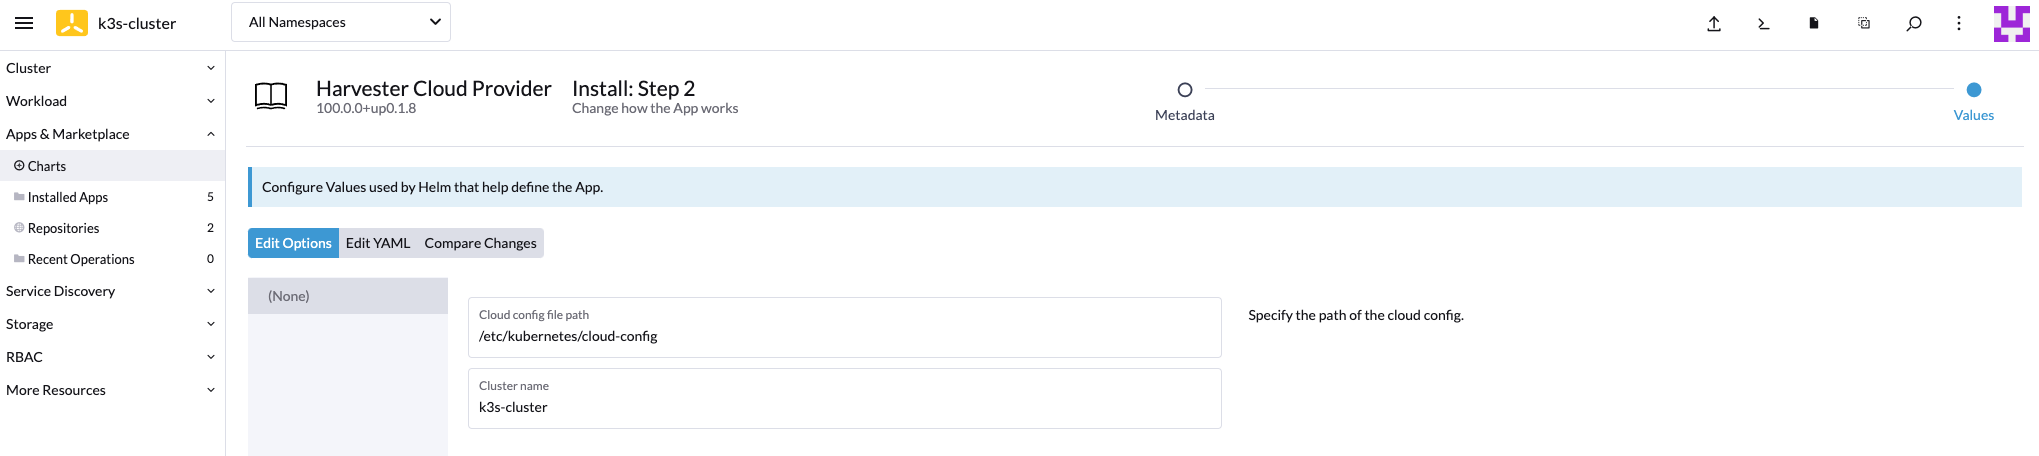 k3s-cluster
All Namespaces
Cluster
Workload
Apps & Marketplace
Charts
Installed Apps 5
Repositories 2
Recent Operations 0
Service Discovery
Storage
RBAC
More Resources
Harvester Cloud Provider
100.0.0+up0.1.8
Install: Step 2
Change how the App works
Metadata
Values
Configure Values used by Helm that help define the App.
Edit Options Edit YAML Compare Changes
(None)
Cloud config file path
/etc/kubernetes/cloud-config
Specify the path of the cloud config.
Cluster name
k3s-cluster